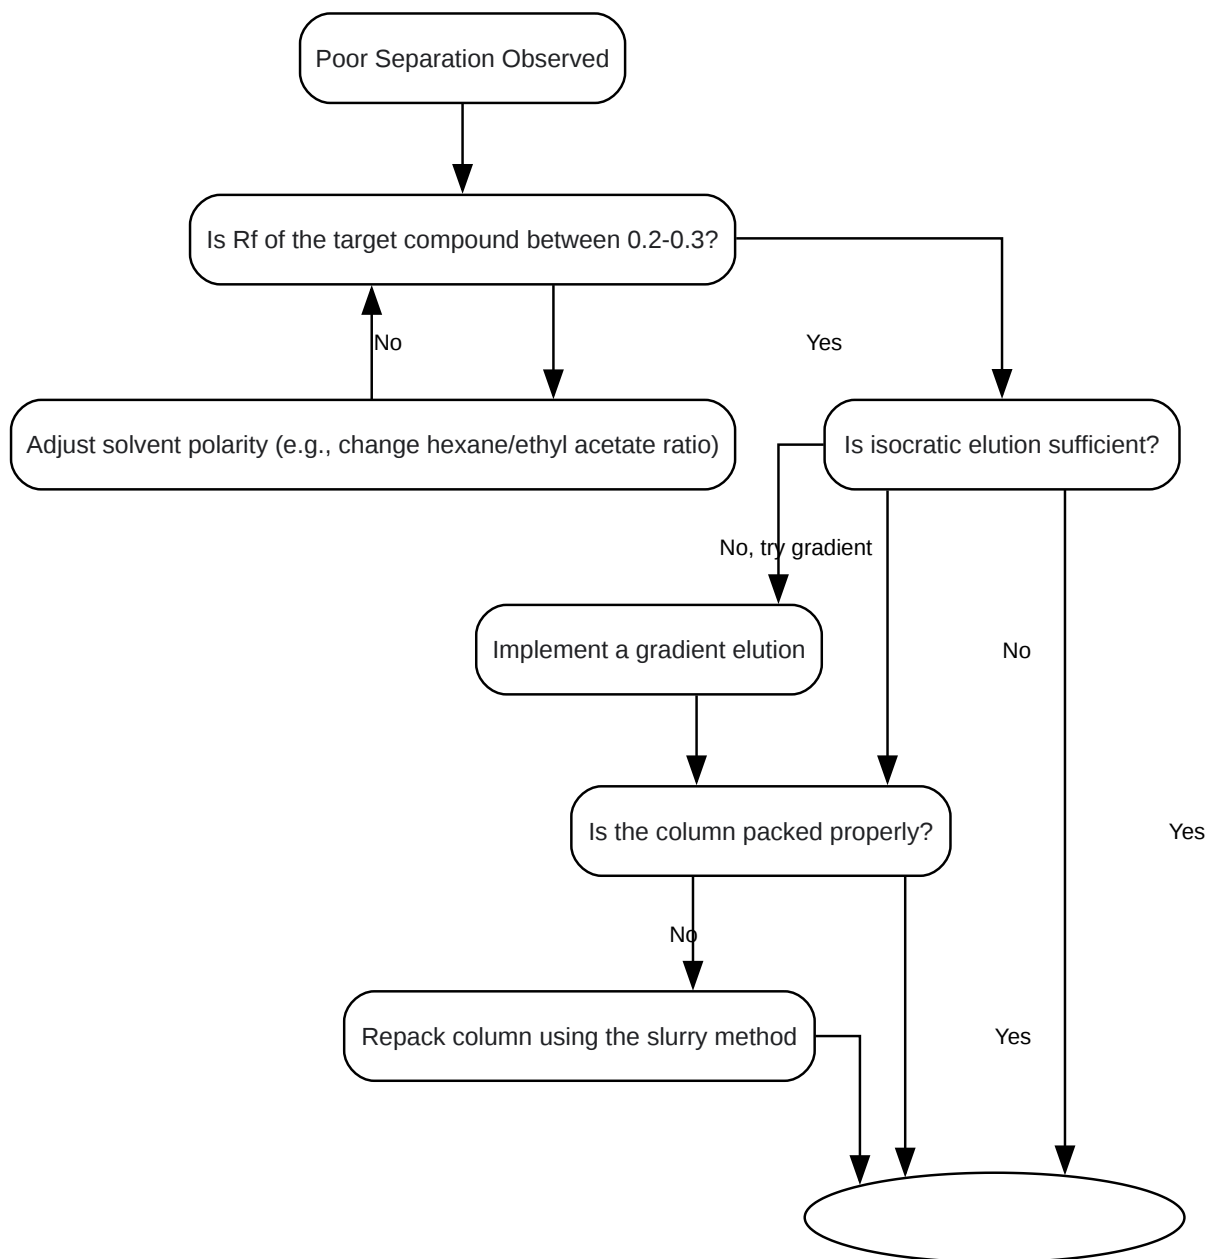 Poor Separation Observed
Is Rf of the target compound between 0.2-0.3?
No
Yes
Adjust solvent polarity (e.g., change hexane/ethyl acetate ratio)
Is isocratic elution sufficient?
No, try gradient
Implement a gradient elution
No
Is the column packed properly?
Yes
No
Repack column using the slurry method
Yes